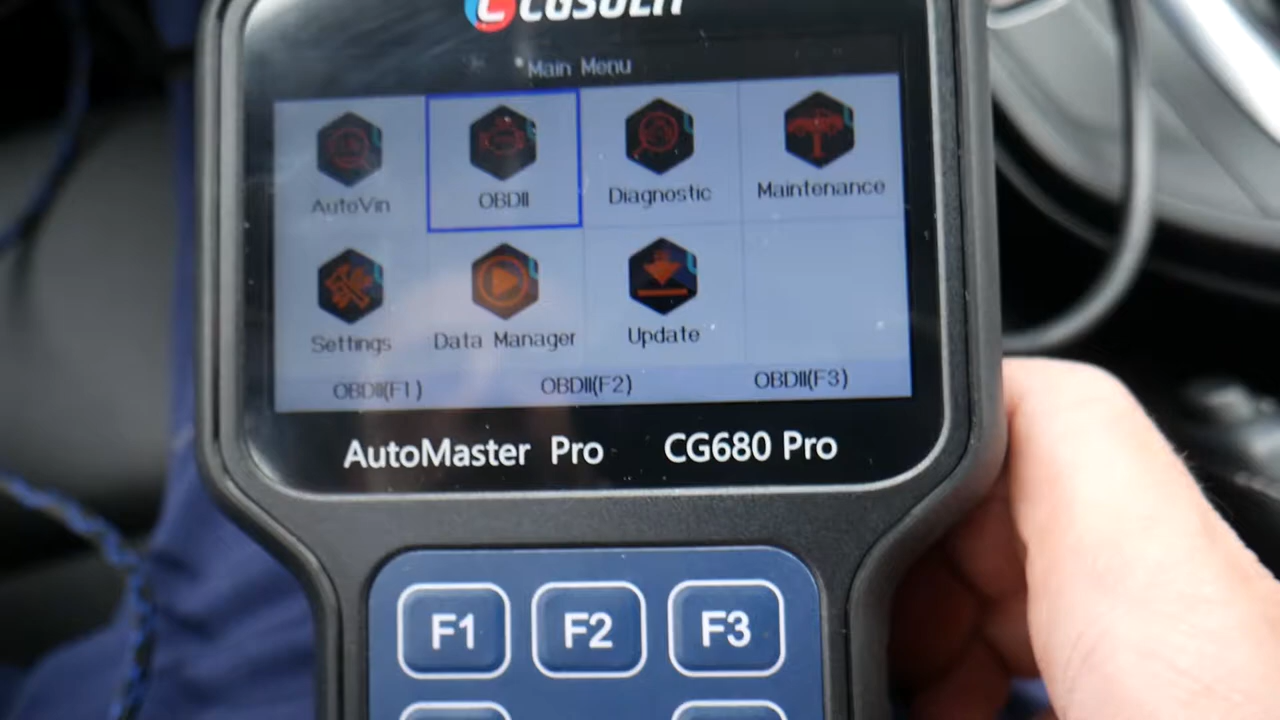 CGSULIT
Main Menu
AutoVin OBDII Diagnostic Maintenance
Settings Data Manager Update
OBDII(F1) OBDII(F2) OBDII(F3)
AutoMaster Pro CG680 Pro
F1 F2 F3